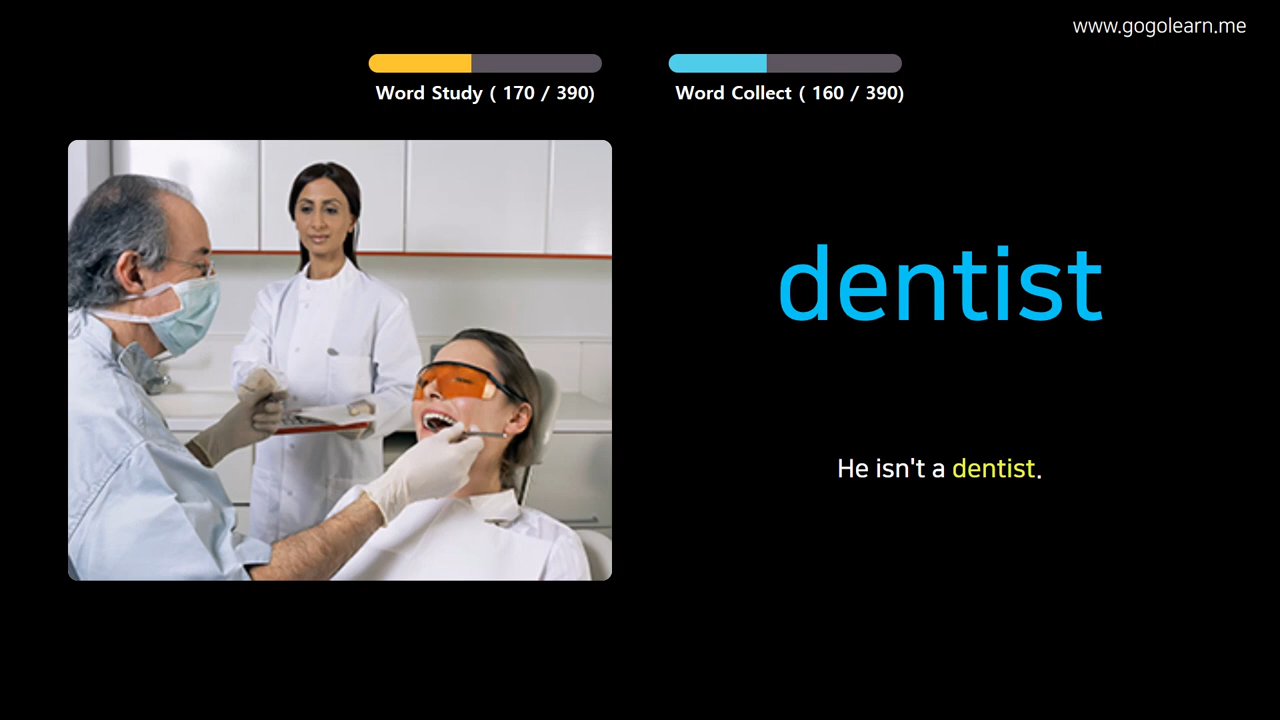 www.gogolearn.me
Word Study ( 170 / 390)
Word Collect ( 160 / 390)
dentist
He isn't a dentist.